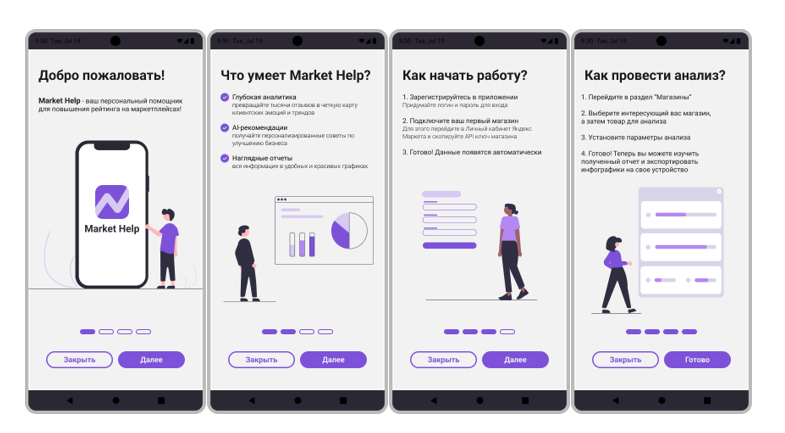 9:30 Tue, Jul 14
Добро пожаловать!
Market Help - ваш персональный помощник
для повышения рейтинга на маркетплейсах!
Market Help
Закрыть
Далее
9:30 Tue, Jul 14
Что умеет Market Help?
Глубокая аналитика
превращайте тысячи отзывов в четкую карту
клиентских эмоций и трендов
AI-рекомендации
получайте персонализированные советы по
улучшению бизнеса
Наглядные отчеты
вся информация в удобных и красивых графиках
Закрыть
Далее
9:30 Tue, Jul 14
Как начать работу?
1. Зарегистрируйтесь в приложении
Придумайте логин и пароль для входа
2. Подключите ваш первый магазин
Для этого перейдите в Личный кабинет Яндекс
Маркета и скопируйте API ключ магазина
3. Готово! Данные появятся автоматически
Закрыть
Далее
9:30 Tue, Jul 14
Как провести анализ?
1. Перейдите в раздел "Магазины"
2. Выберите интересующий вас магазин,
а затем товар для анализа
3. Установите параметры анализа
4. Готово! Теперь вы можете изучить
полученный отчет и экспортировать
инфографики на свое устройство
Закрыть
Готово